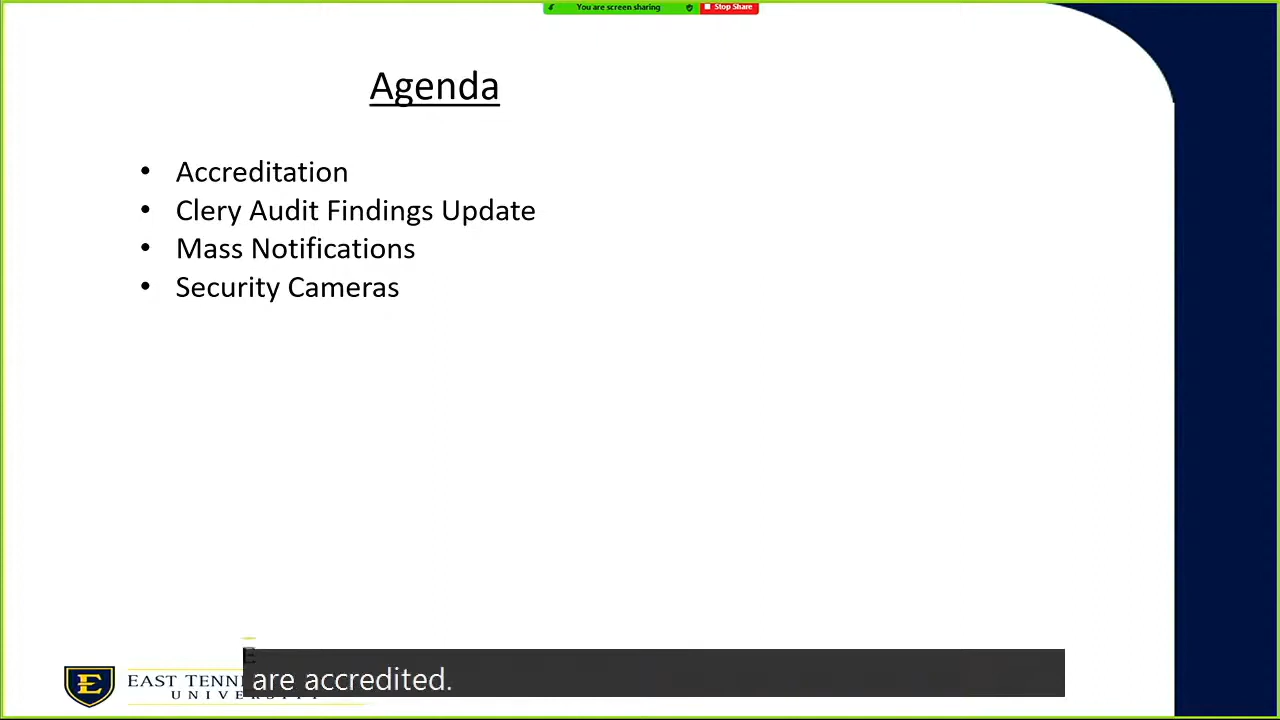 You are screen sharing
Stop Share
Agenda
• Accreditation
• Clery Audit Findings Update
• Mass Notifications
• Security Cameras
E
EAST TENN
UNIVERSITY
are accredited.